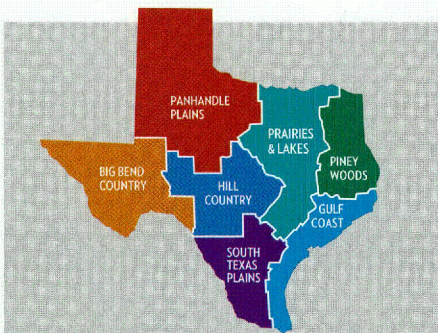 PANHANDLE
PLAINS
PRAIRIES
& LAKES
PINEY
WOODS
BIG BEND
COUNTRY
HILL
COUNTRY
GULF
COAST
SOUTH
TEXAS
PLAINS